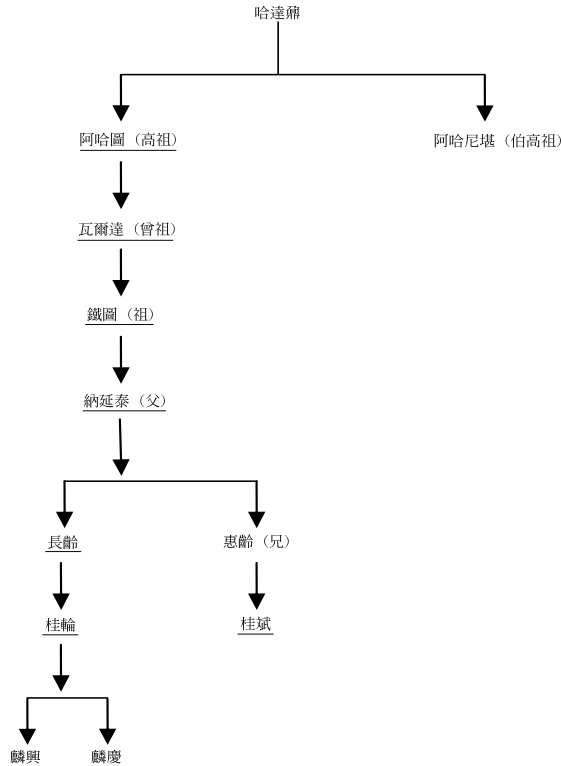 哈達鼐
阿哈圖（高祖）
阿哈尼堪（伯高祖）
瓦爾達（曾祖）
鐵圖（祖）
納延泰（父）
長齡
惠齡（兄）
桂輪
桂斌
麟興
麟慶